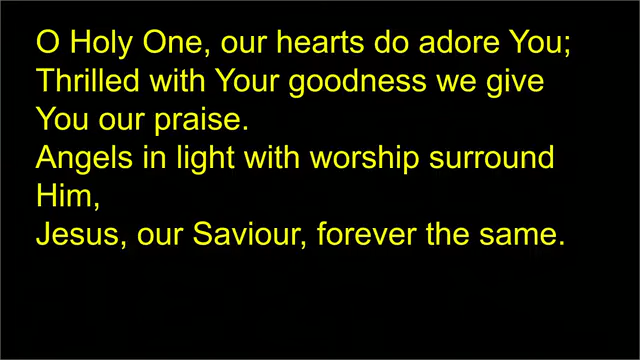 O Holy One, our hearts do adore You;
Thrilled with Your goodness we give
You our praise.
Angels in light with worship surround
Him,
Jesus, our Saviour, forever the same.